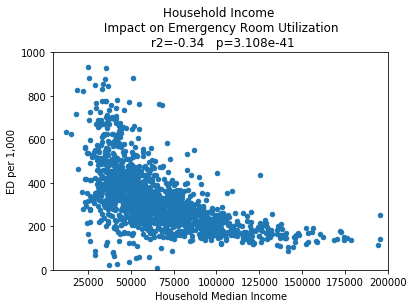 Household Income
Impact on Emergency Room Utilization
r2=-0.34 p=3.108e-41
1000
800
600
400
200
0
ED per 1,000
25000 50000 75000 100000 125000 150000 175000 200000
Household Median Income